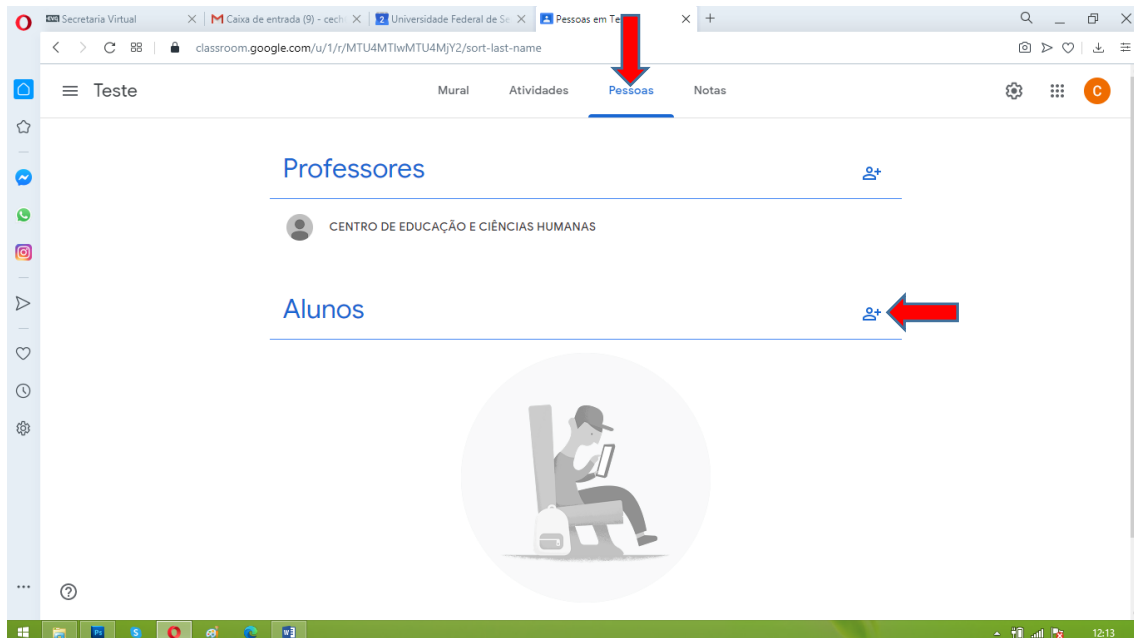 Secretaria Virtual
Caixa de entrada (9) - cech
Universidade Federal de Se
Pessoas em Te
classroom.google.com/u/1/r/MTU4MTIwMTU4MjY2/sort-last-name
Teste
Mural
Atividades
Pessoas
Notas
C
Professores
CENTRO DE EDUCAÇÃO E CIÊNCIAS HUMANAS
Alunos
12:13